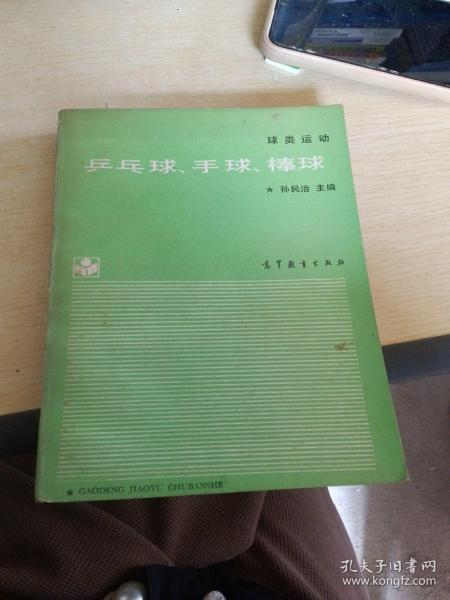 球类运动
乒乓球、手球、棒球
★ 孙民治 主编
高等教育出版社
★ GAODENG JIAOYU CHUBANSHE
孔夫子旧书网
www.kongfz.com